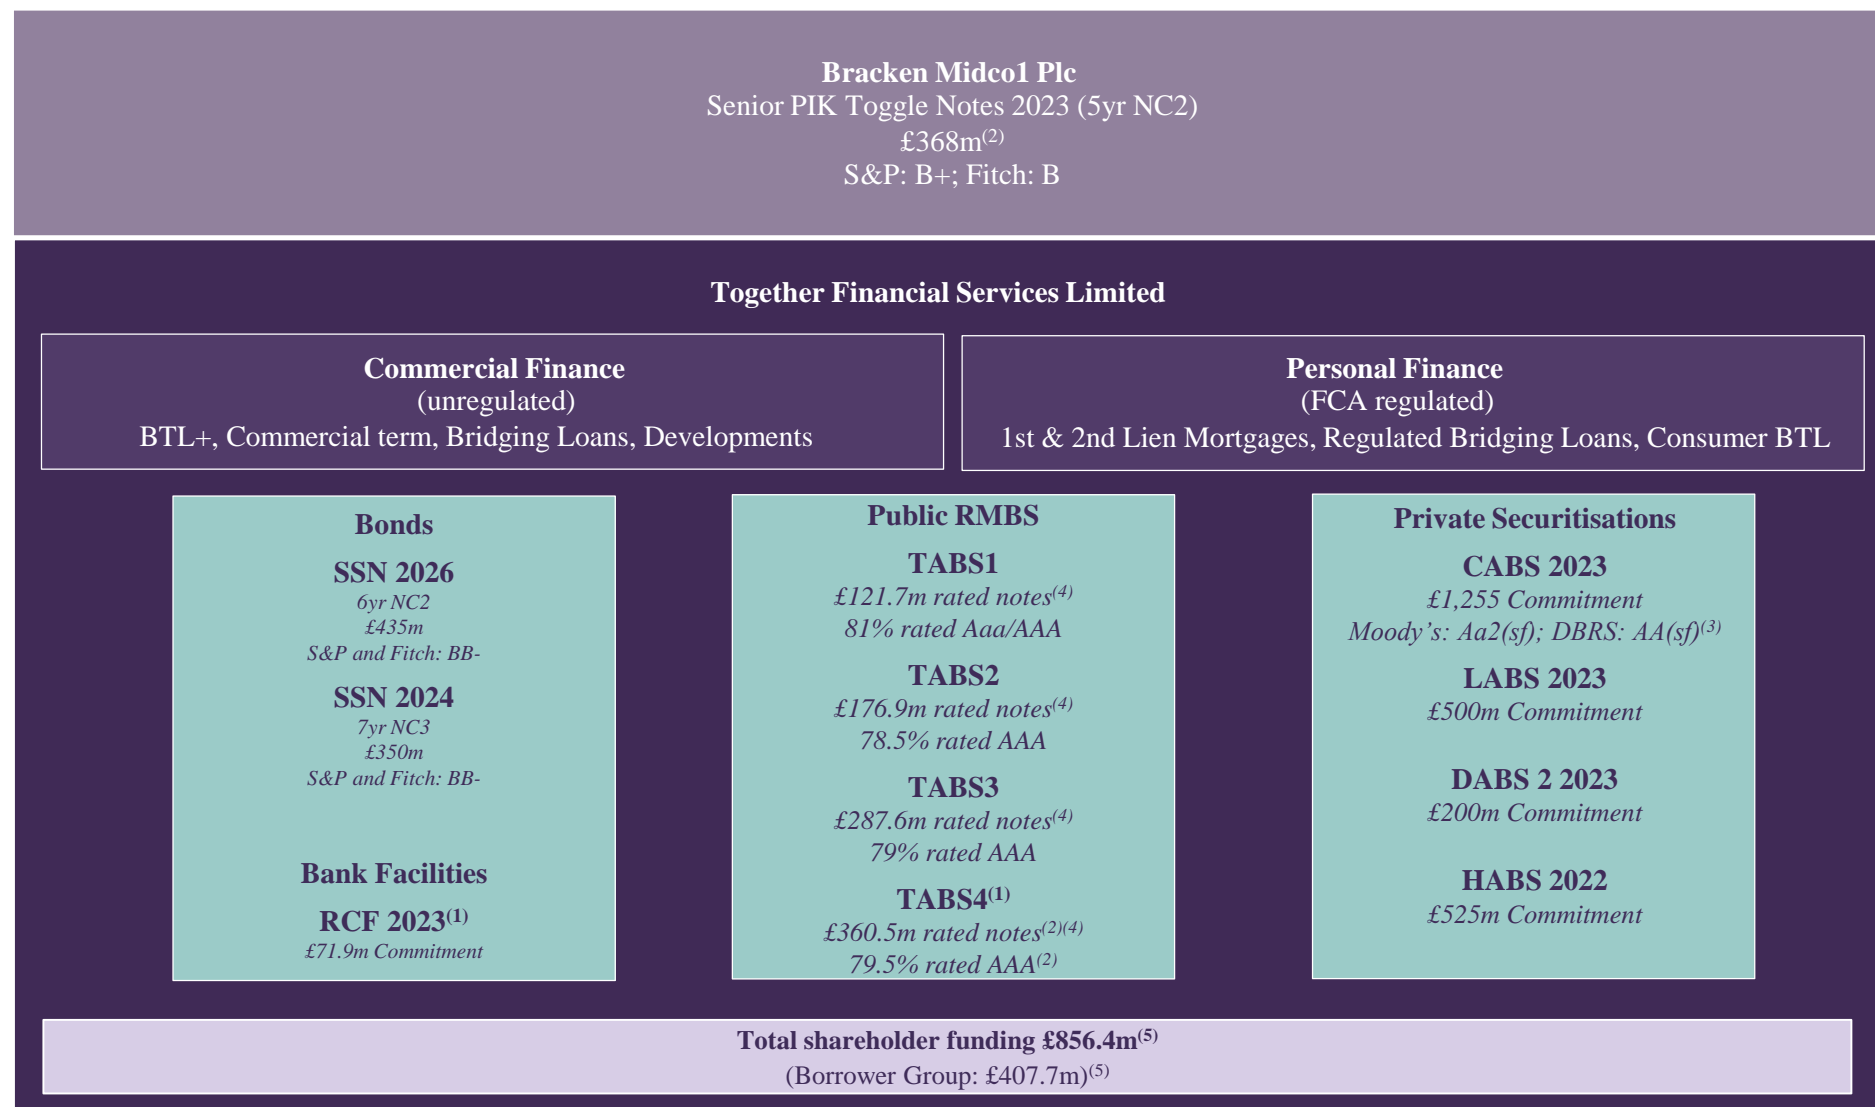 Bracken Midco1 Plc
Senior PIK Toggle Notes 2023 (5yr NC2)
£368m(2)
S&P: B+; Fitch: B
Together Financial Services Limited
Commercial Finance
(unregulated)
BTL+, Commercial term, Bridging Loans, Developments
Personal Finance
(FCA regulated)
1st & 2nd Lien Mortgages, Regulated Bridging Loans, Consumer BTL
Bonds
SSN 2026
6yr NC2
£435m
S&P and Fitch: BB-
SSN 2024
7yr NC3
£350m
S&P and Fitch: BB-
Bank Facilities
RCF 2023(1)
£71.9m Commitment
Public RMBS
TABS1
£121.7m rated notes(4)
81% rated Aaa/AAA
TABS2
£176.9m rated notes(4)
78.5% rated AAA
TABS3
£287.6m rated notes(4)
79% rated AAA
TABS4(1)
£360.5m rated notes(2)(4)
79.5% rated AAA(2)
Private Securitisations
CABS 2023
£1,255 Commitment
Moody’s: Aa2(sf); DBRS: AA(sf)(3)
LABS 2023
£500m Commitment
DABS 2 2023
£200m Commitment
HABS 2022
£525m Commitment
Total shareholder funding £856.4m(5)
(Borrower Group: £407.7m)(5)